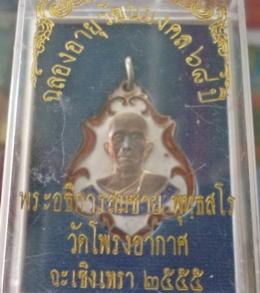 ฉลองอายุวัฒนมงคล ๖๘ ปี
พระอธิการสมชาย พุทธสโร
วัดโพรงอากาศ
ฉะเชิงเทรา ๒๕๕๕